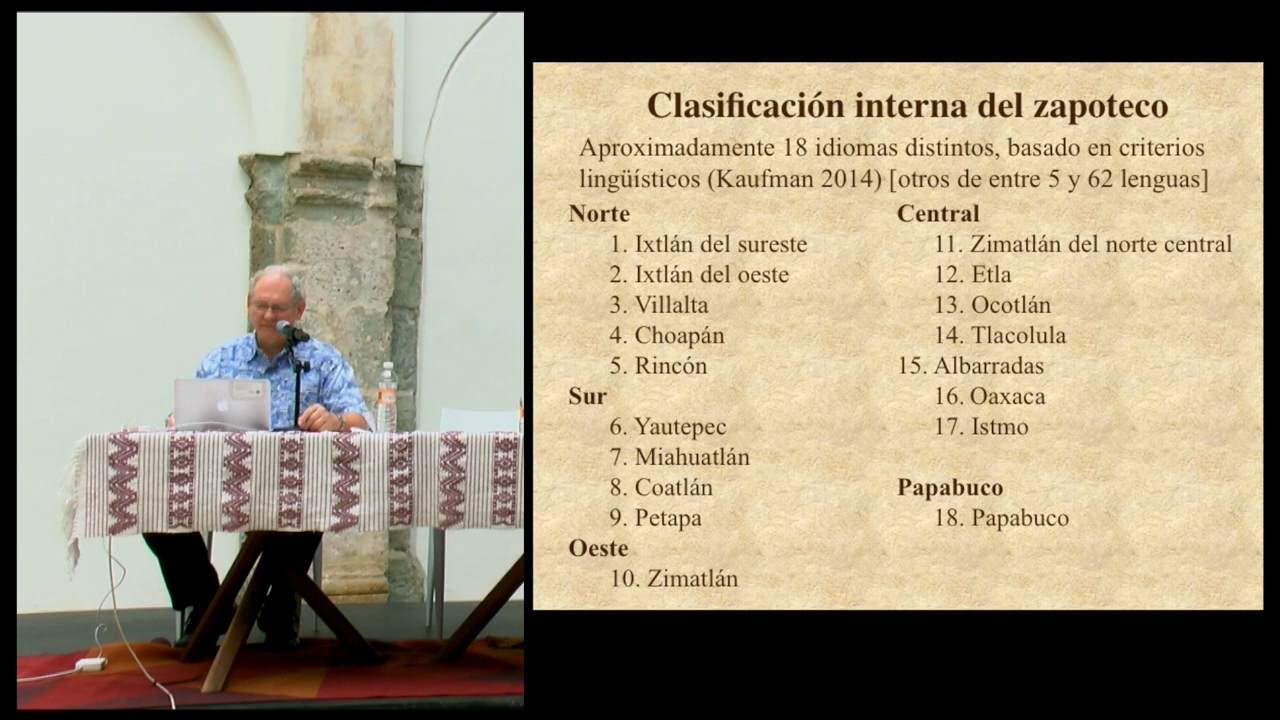 Clasificación interna del zapoteco
Aproximadamente 18 idiomas distintos, basado en criterios
lingüísticos (Kaufman 2014) [otros de entre 5 y 62 lenguas]
Norte
1. Ixtlán del sureste
2. Ixtlán del oeste
3. Villalta
4. Choapán
5. Rincón
Sur
6. Yautepec
7. Miahuatlán
8. Coatlán
9. Petapa
Oeste
10. Zimatlán
Central
11. Zimatlán del norte central
12. Etla
13. Ocotlán
14. Tlacolula
15. Albarradas
16. Oaxaca
17. Istmo
Papabuco
18. Papabuco